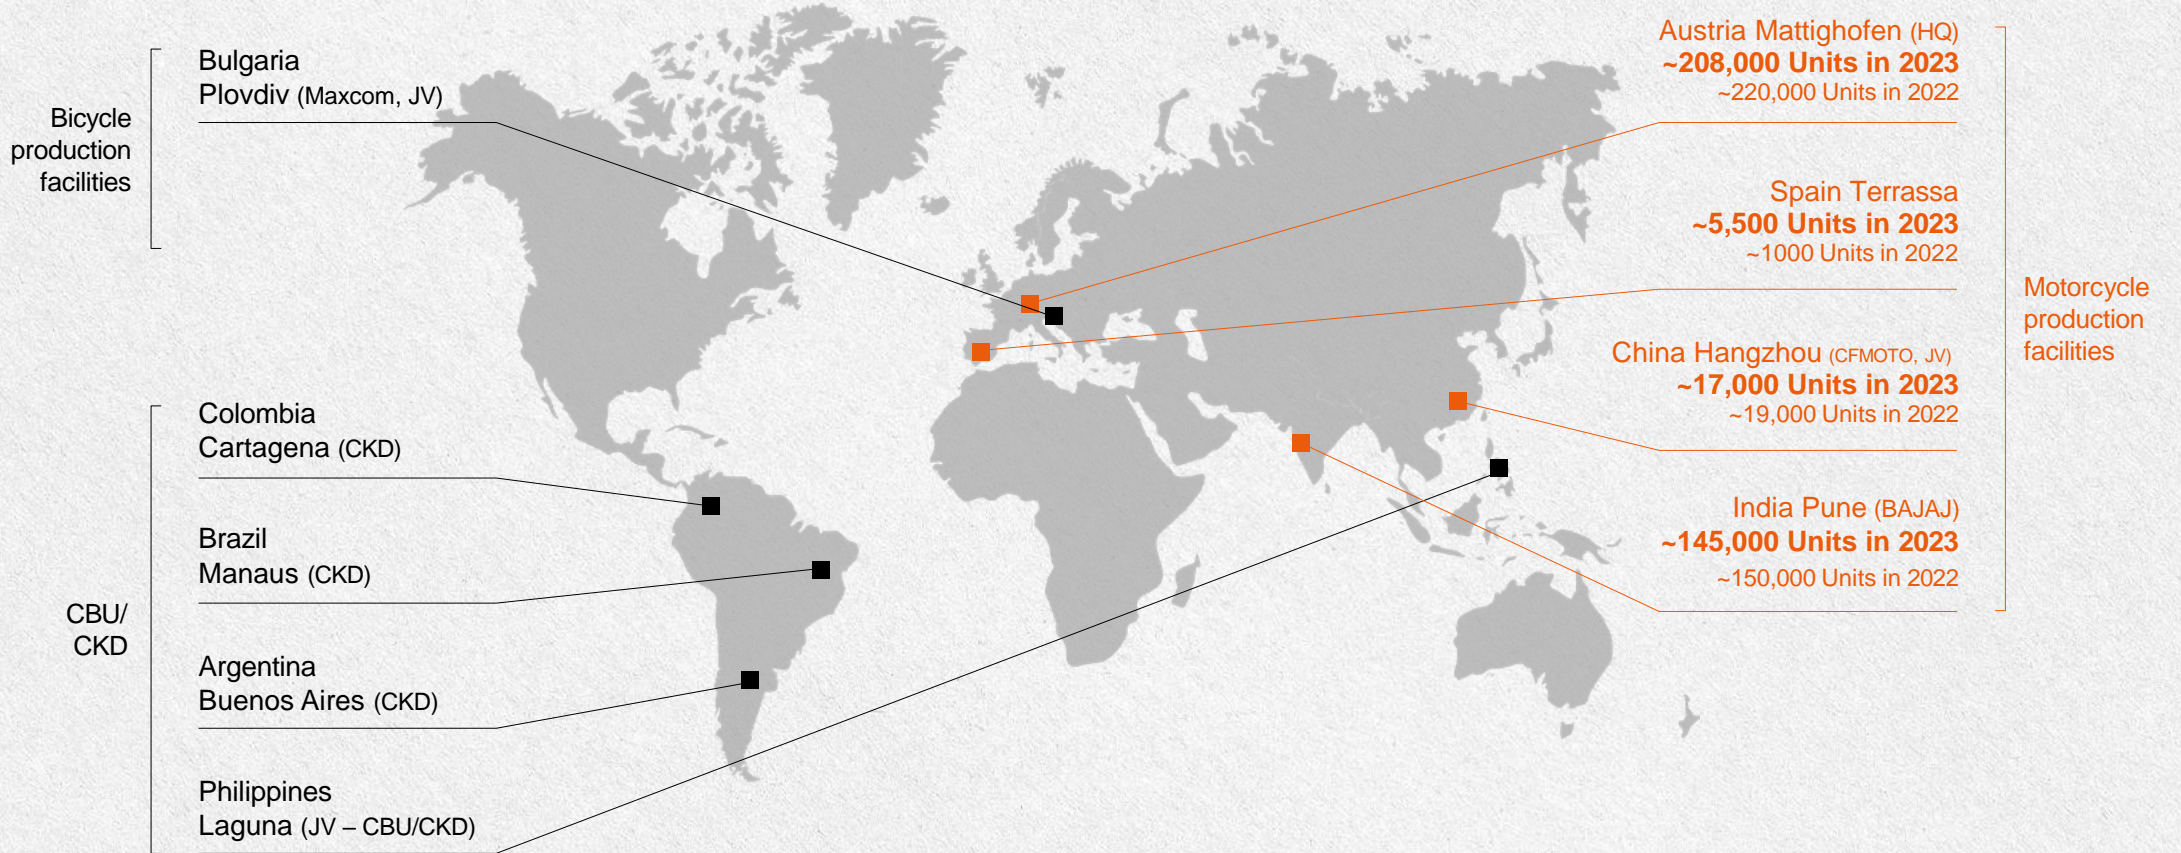 Bicycle
production
facilities
Bulgaria
Plovdiv (Maxcom, JV)
CBU/
CKD
Colombia
Cartagena (CKD)
Brazil
Manaus (CKD)
Argentina
Buenos Aires (CKD)
Philippines
Laguna (JV – CBU/CKD)
Austria Mattighofen (HQ)
~208,000 Units in 2023
~220,000 Units in 2022
Spain Terrassa
~5,500 Units in 2023
~1000 Units in 2022
China Hangzhou (CFMOTO, JV)
~17,000 Units in 2023
~19,000 Units in 2022
India Pune (BAJAJ)
~145,000 Units in 2023
~150,000 Units in 2022
Motorcycle
production
facilities